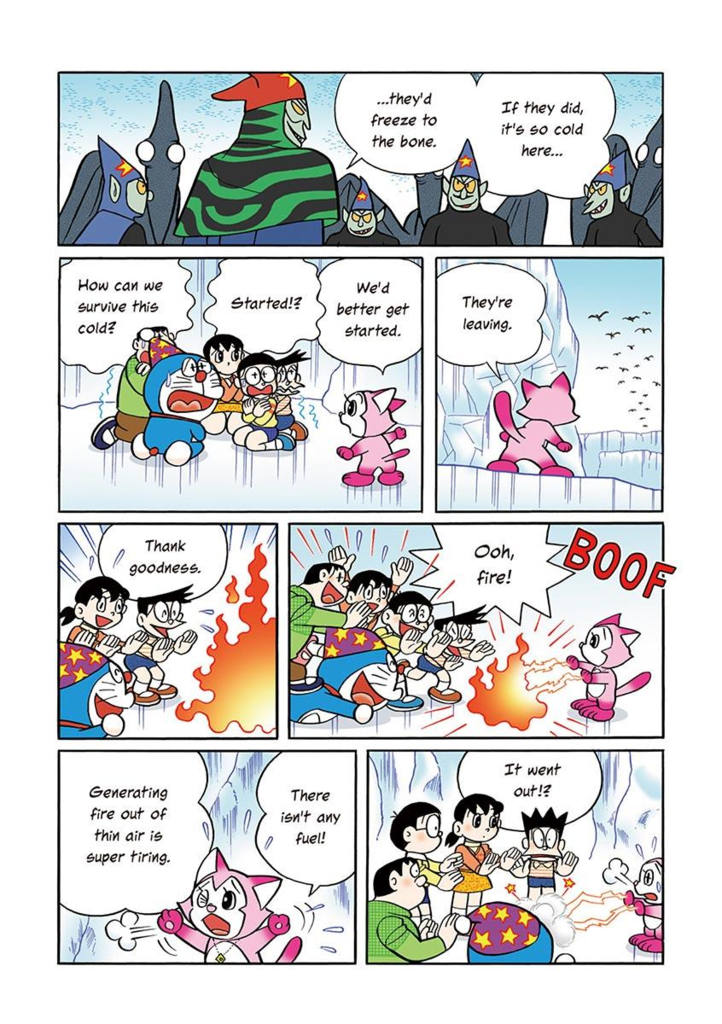 If they did,
it's so cold
here...
...they'd
freeze to
the bone.
They're
leaving.
We'd
better get
started.
Started!?
How can we
survive this
cold?
BOOF
Ooh,
fire!
Thank
goodness.
It went
out!?
There
isn't any
fuel!
Generating
fire out of
thin air is
super tiring.